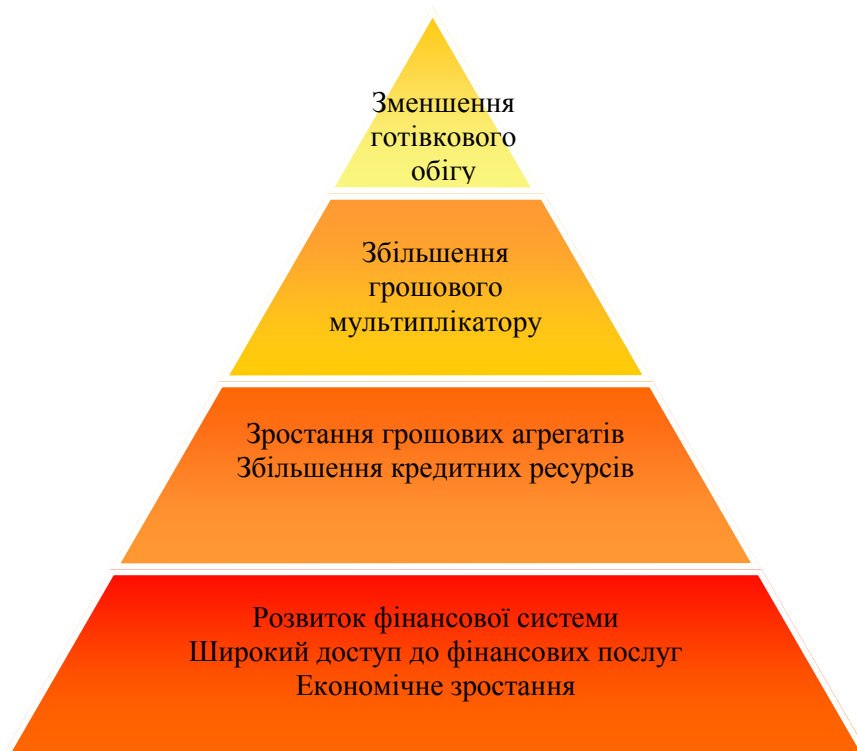 Зменшення
готівкового
обігу
Збільшення
грошового
мультиплікатору
Зростання грошових агрегатів
Збільшення кредитних ресурсів
Розвиток фінансової системи
Широкий доступ до фінансових послуг
Економічне зростання